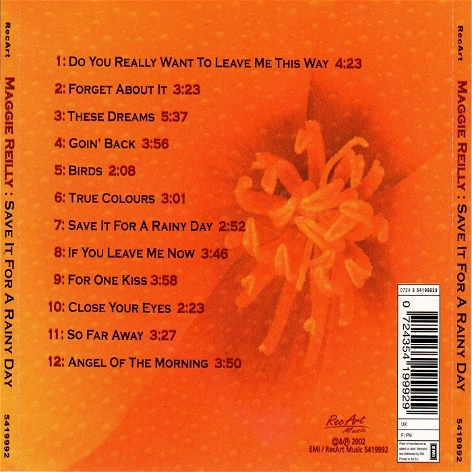 RecArt
MAGGIE REILLY : SAVE IT FOR A RAINY DAY
5419992
1: DO YOU REALLY WANT TO LEAVE ME THIS WAY 4:23
2: FORGET ABOUT IT 3:23
3: THESE DREAMS 5:37
4: GOIN' BACK 3:56
5: BIRDS 2:08
6: TRUE COLOURS 3:01
7: SAVE IT FOR A RAINY DAY 2:52
8: IF YOU LEAVE ME NOW 3:46
9: FOR ONE KISS 3:58
10: CLOSE YOUR EYES 2:23
11: SO FAR AWAY 3:27
12: ANGEL OF THE MORNING 3:50
0724 3 5419992 9
0 724354 199929
UK:
F: PM
EMI
RecArt
Music
©&℗ 2002
EMI / RecArt Music 5419992
RecArt
MAGGIE REILLY : SAVE IT FOR A RAINY DAY
5419992